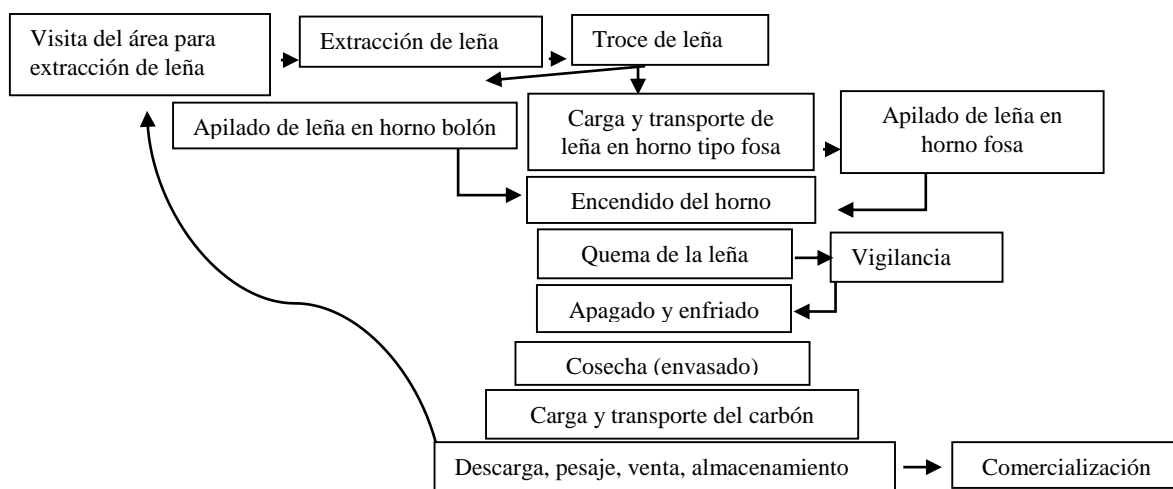 Visita del área para
extracción de leña
Extracción de leña
Troce de leña
Apilado de leña en horno bolón
Carga y transporte de
leña en horno tipo fosa
Apilado de leña en
horno fosa
Encendido del horno
Quema de la leña
Vigilancia
Apagado y enfriado
Cosecha (envasado)
Carga y transporte del carbón
Descarga, pesaje, venta, almacenamiento
Comercialización